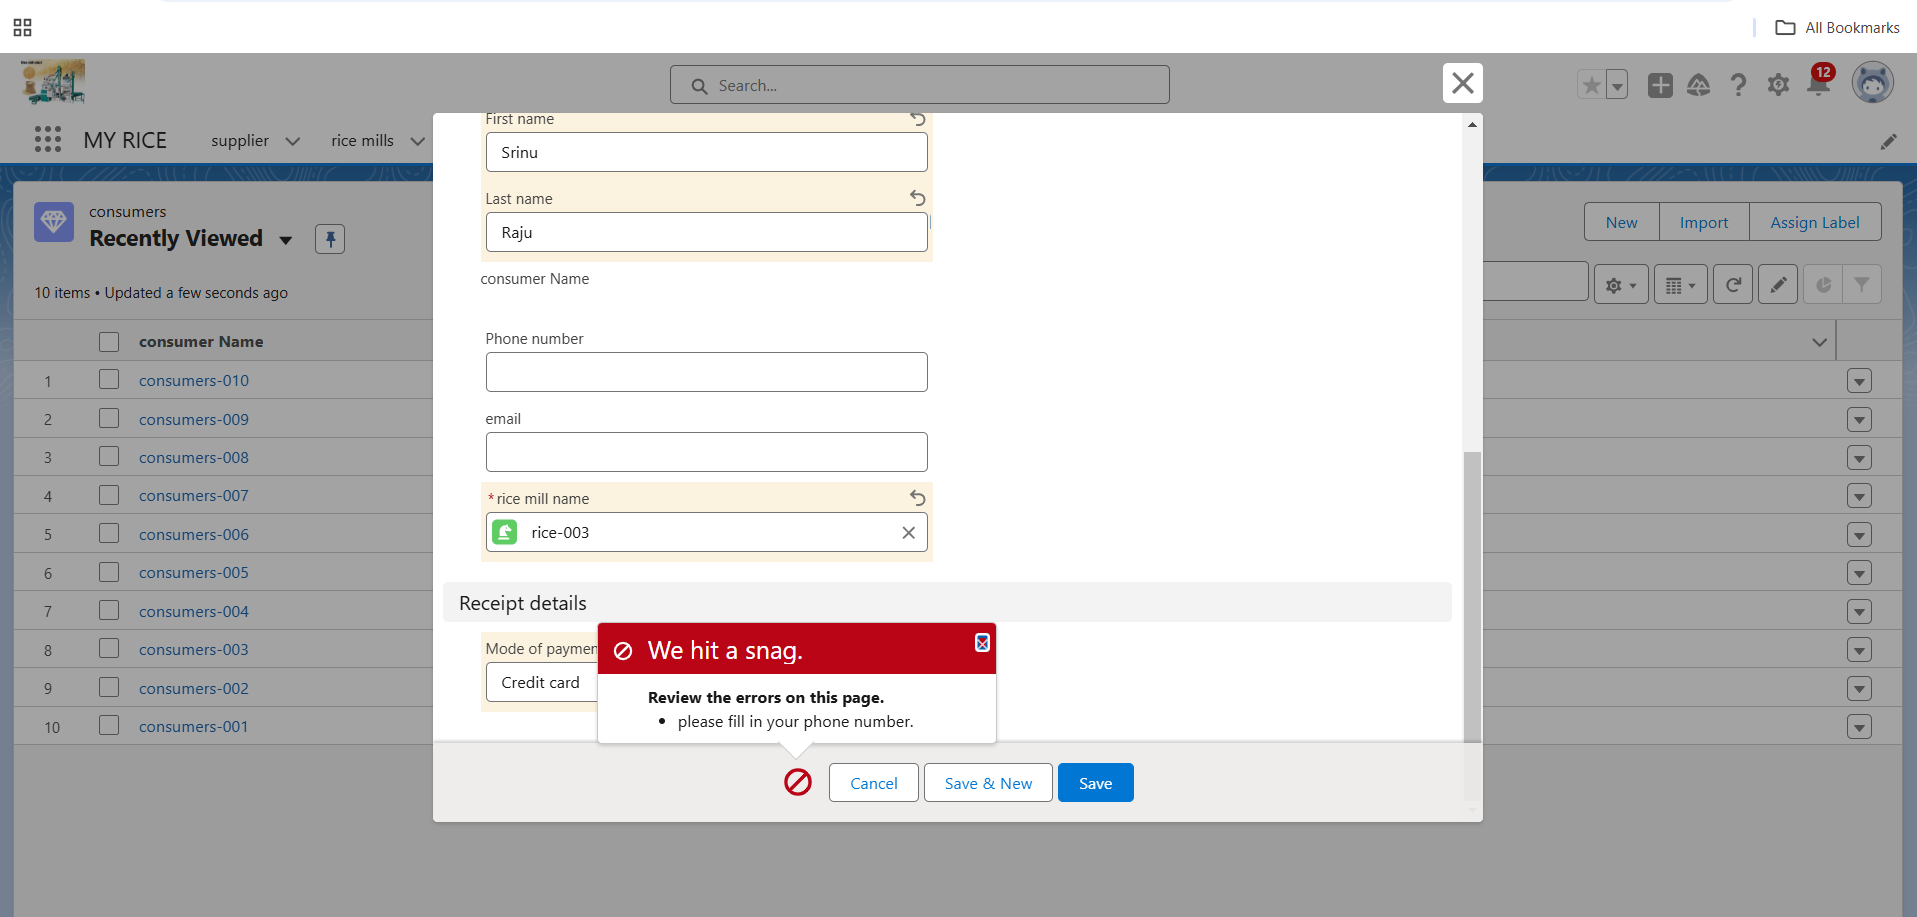 All Bookmarks
Search...
12
MY RICE
supplier
rice mills
consumers
Recently Viewed
New
Import
Assign Label
10 items • Updated a few seconds ago
consumer Name
1 consumers-010
2 consumers-009
3 consumers-008
4 consumers-007
5 consumers-006
6 consumers-005
7 consumers-004
8 consumers-003
9 consumers-002
10 consumers-001
First name
Srinu
Last name
Raju
consumer Name
Phone number
email
*rice mill name
rice-003
Receipt details
Mode of paymen
Credit card
We hit a snag.
Review the errors on this page.
• please fill in your phone number.
Cancel
Save & New
Save